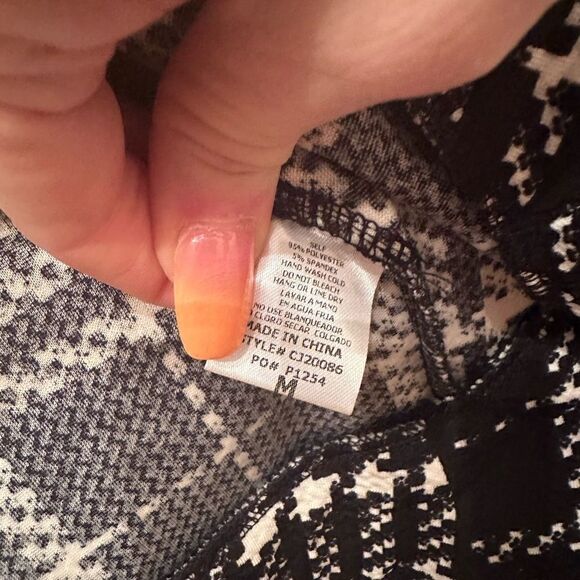 SELF
95% POLYESTER
5% SPANDEX
HAND WASH COLD
DO NOT BLEACH
HANG OR LINE DRY
LAVAR A MANO
EN AGUA FRIA
NO USE BLANQUEADOR
O CLORO SECAR. COLGADO
MADE IN CHINA
STYLE# CJ20086
PO# P1254
M